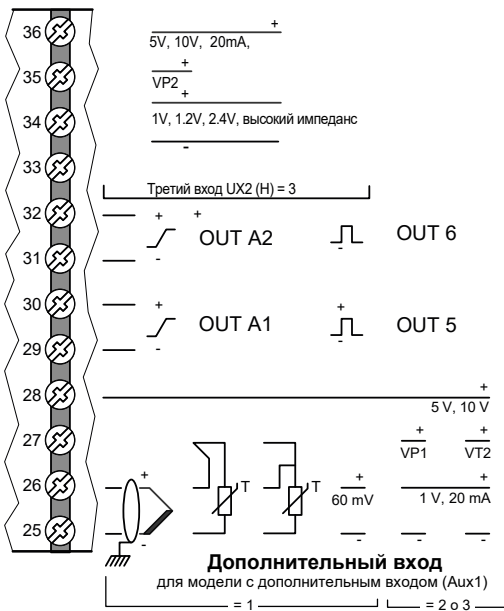 36
+
5V, 10V, 20mA,
35
+
VP2
+
34
1V, 1.2V, 2.4V, высокий импеданс
-
33
Третий вход UX2 (H) = 3
32
+ +
OUT A2
OUT 6
31
- -
30
+ +
OUT A1
OUT 5
29
- -
28
+
5 V, 10 V
27
+ +
VP1 VT2
26
+ T T + +
60 mV 1 V, 20 mA
25
- - - -
Дополнительный вход
для модели с дополнительным входом (Aux1)
= 1 = 2 о 3